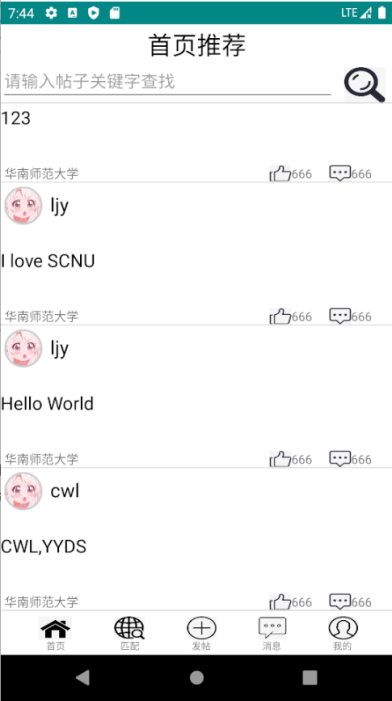 7:44 LTE
首页推荐
请输入帖子关键字查找
123
华南师范大学 666 666
ljy
I love SCNU
华南师范大学 666 666
ljy
Hello World
华南师范大学 666 666
cwl
CWL,YYDS
华南师范大学 666 666
首页 匹配 发帖 消息 我的